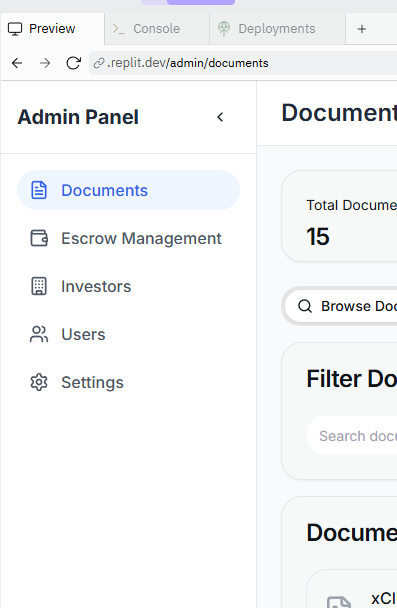 Preview
Console
Deployments
.replit.dev/admin/documents
Admin Panel
Document
Documents
Total Docume
15
Escrow Management
Investors
Browse Doc
Users
Filter Do
Settings
Search docu
Docume
xCl